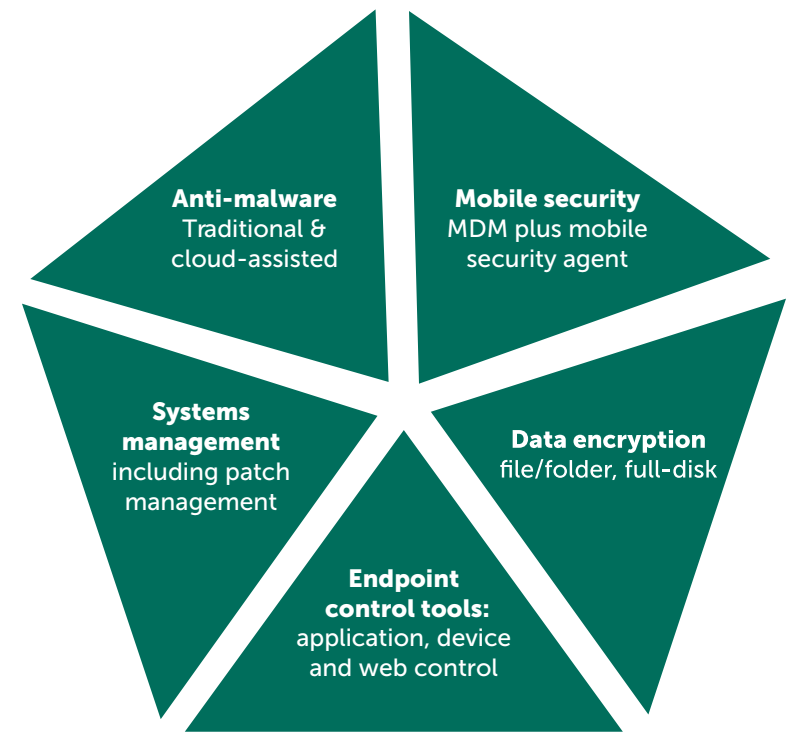 Anti-malware
Traditional &
cloud-assisted
Mobile security
MDM plus mobile
security agent
Systems
management
including patch
management
Data encryption
file/folder, full-disk
Endpoint
control tools:
application, device
and web control